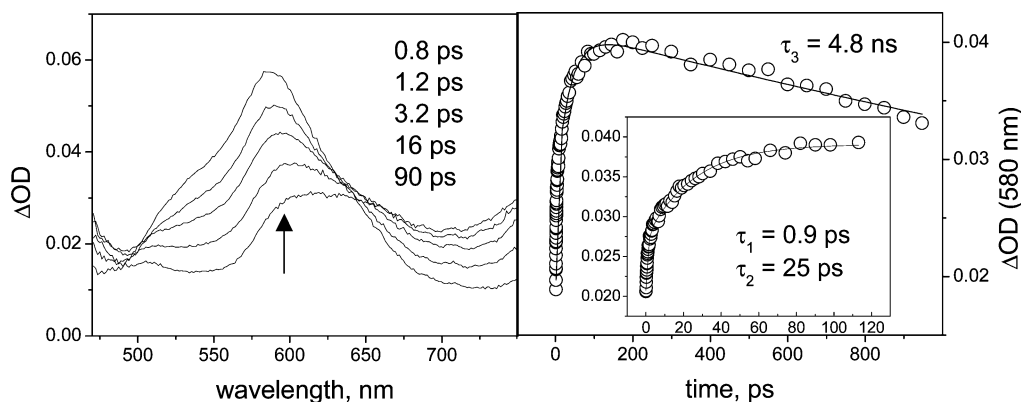 0.06
0.04
0.02
0.00
ΔOD
0.8 ps
1.2 ps
3.2 ps
16 ps
90 ps
500
550
600
650
700
wavelength, nm
τ3 = 4.8 ns
0.04
0.03
0.02
ΔOD (580 nm)
0.040
0.035
0.030
0.025
0.020
τ1 = 0.9 ps
τ2 = 25 ps
0
20
40
60
80
100
120
0
200
400
600
800
time, ps